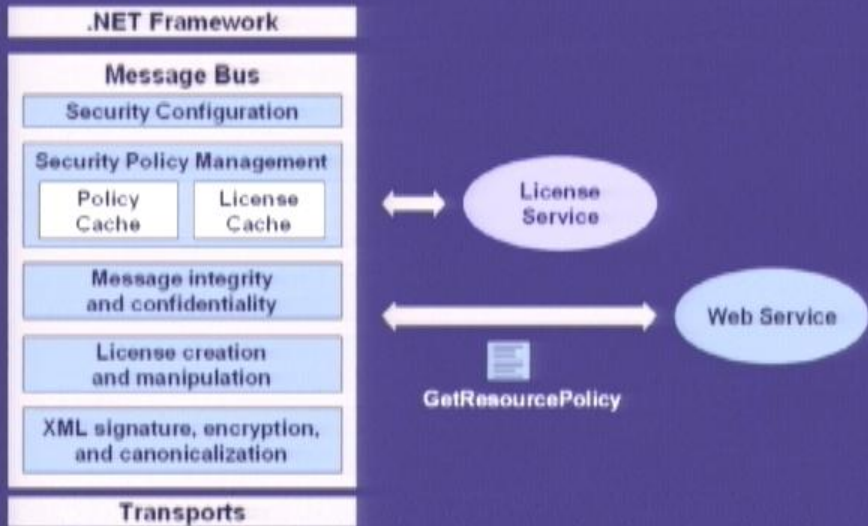 .NET Framework
Message Bus
Security Configuration
Security Policy Management
Policy
Cache
License
Cache
Message integrity
and confidentiality
License creation
and manipulation
XML signature, encryption,
and canonicalization
Transports
License
Service
Web Service
GetResourcePolicy